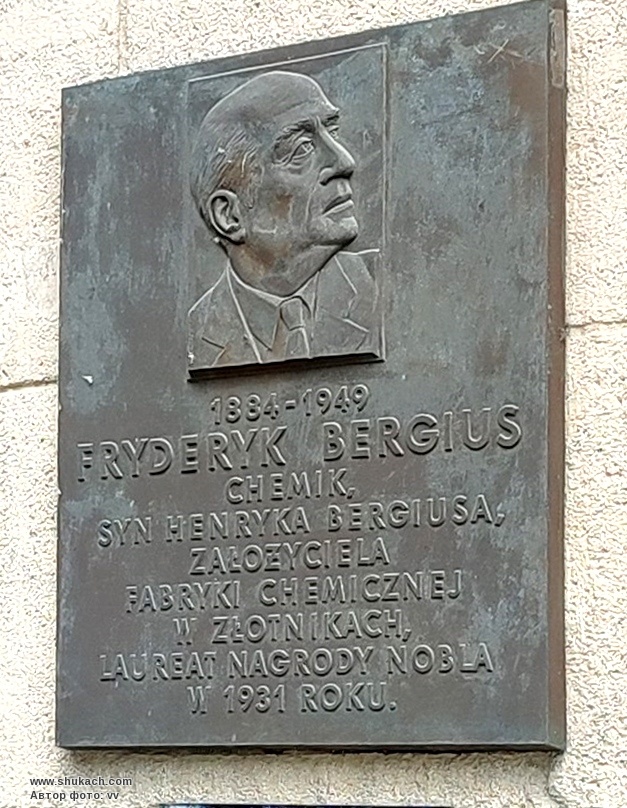 1884-1949
FRYDERYK BERGIUS
CHEMIK,
SYN HENRYKA BERGIUSA,
ZAŁOŻYCIELA
FABRYKI CHEMICZNEJ
W ZŁOTNIKACH,
LAUREAT NAGRODY NOBLA
W 1931 ROKU.
www.shukach.com
Автор фото: vv